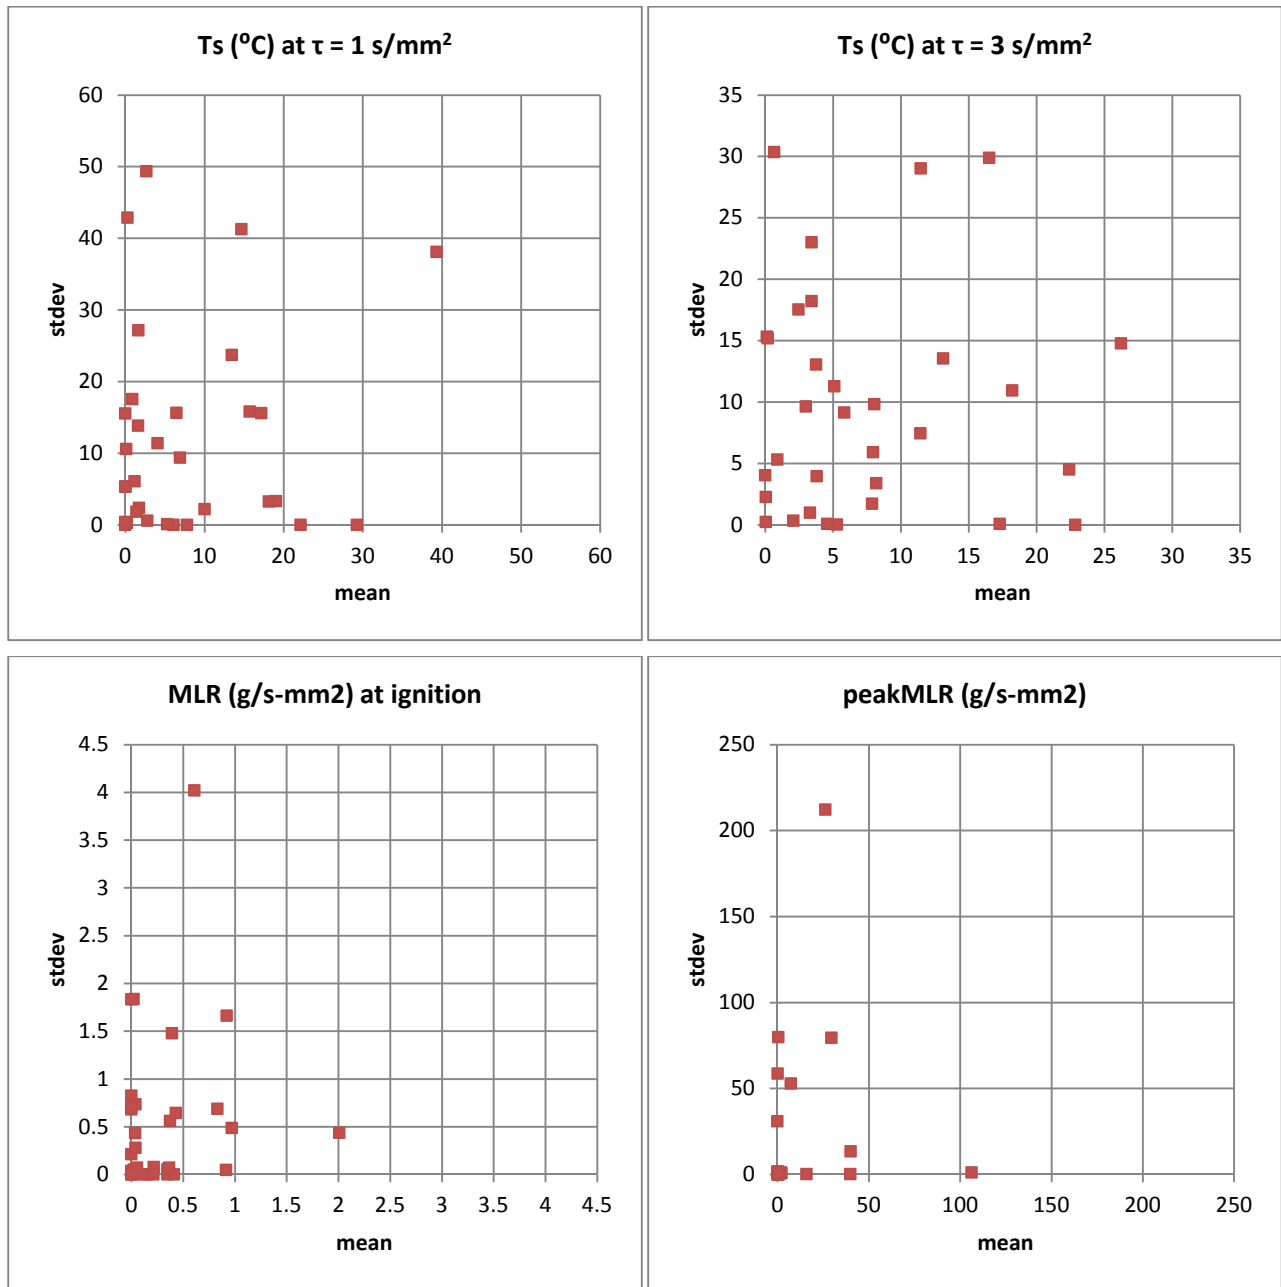 Ts (⁰C) at τ = 1 s/mm²
60
50
40
30
20
10
0
stdev
0 10 20 30 40 50 60
mean
Ts (⁰C) at τ = 3 s/mm²
35
30
25
20
15
10
5
0
stdev
0 5 10 15 20 25 30 35
mean
MLR (g/s-mm2) at ignition
4.5
4
3.5
3
2.5
2
1.5
1
0.5
0
stdev
0 0.5 1 1.5 2 2.5 3 3.5 4 4.5
mean
peakMLR (g/s-mm2)
250
200
150
100
50
0
stdev
0 50 100 150 200 250
mean